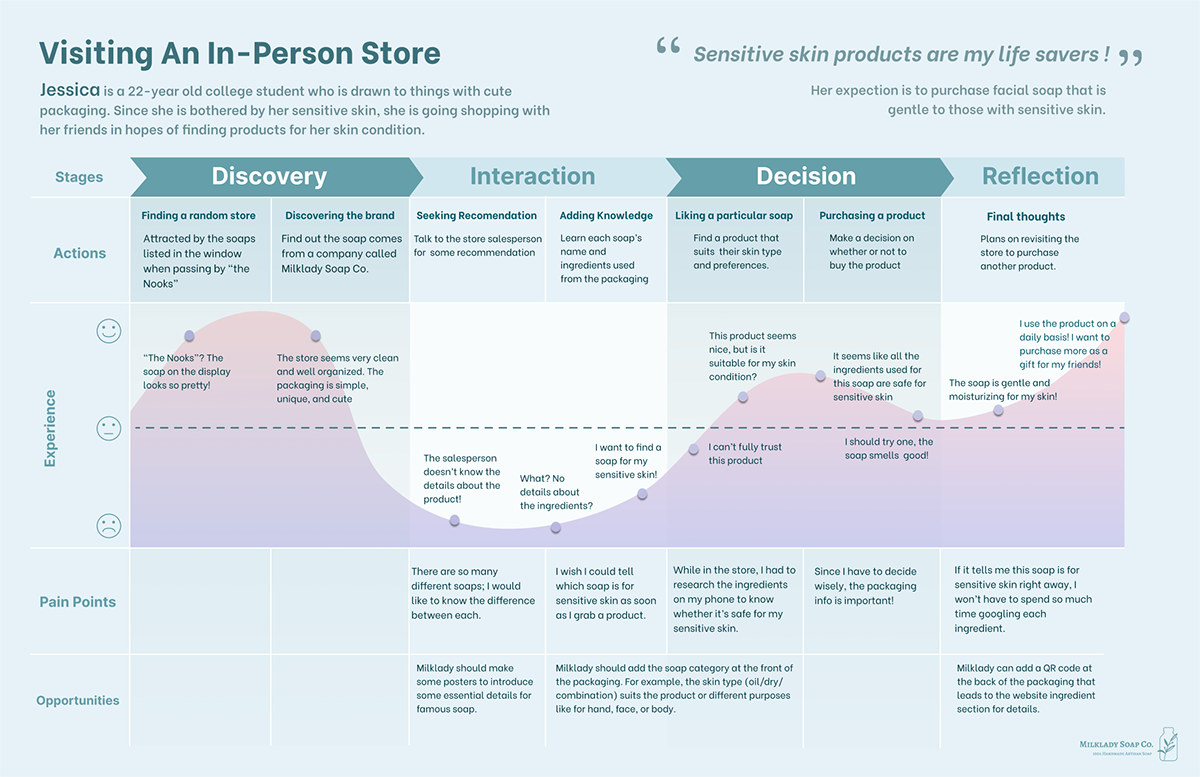 Visiting An In-Person Store
Jessica is a 22-year old college student who is drawn to things with cute
packaging. Since she is bothered by her sensitive skin, she is going shopping with
her friends in hopes of finding products for her skin condition.
“ Sensitive skin products are my life savers ! ”
Her expection is to purchase facial soap that is
gentle to those with sensitive skin.
Stages
Discovery
Interaction
Decision
Reflection
Actions
Finding a random store
Attracted by the soaps
listed in the window
when passing by “the
Nooks”
Discovering the brand
Find out the soap comes
from a company called
Milklady Soap Co.
Seeking Recomendation
Talk to the store salesperson
for some recommendation
Adding Knowledge
Learn each soap’s
name and
ingredients used
from the packaging
Liking a particular soap
Find a product that
suits their skin type
and preferences.
Purchasing a product
Make a decision on
whether or not to
buy the product
Final thoughts
Plans on revisiting the
store to purchase
another product.
Experience
“The Nooks”? The
soap on the display
looks so pretty!
The store seems very clean
and well organized. The
packaging is simple,
unique, and cute
The salesperson
doesn’t know the
details about the
product!
What? No
details about
the ingredients?
I want to find a
soap for my
sensitive skin!
I can’t fully trust
this product
This product seems
nice, but is it
suitable for my skin
condition?
It seems like all the
ingredients used for
this soap are safe for
sensitive skin
I should try one, the
soap smells good!
The soap is gentle and
moisturizing for my skin!
I use the product on a
daily basis! I want to
purchase more as a
gift for my friends!
Pain Points
There are so many
different soaps; I would
like to know the difference
between each.
I wish I could tell
which soap is for
sensitive skin as soon
as I grab a product.
While in the store, I had to
research the ingredients
on my phone to know
whether it’s safe for my
sensitive skin.
Since I have to decide
wisely, the packaging
info is important!
If it tells me this soap is for
sensitive skin right away, I
won’t have to spend so much
time googling each
ingredient.
Opportunities
Milklady should make
some posters to introduce
some essential details for
famous soap.
Milklady should add the soap category at the front of
the packaging. For example, the skin type (oil/dry/
combination) suits the product or different purposes
like for hand, face, or body.
Milklady can add a QR code at
the back of the packaging that
leads to the website ingredient
section for details.
Milklady Soap Co.
100% Handmade Artisan Soap